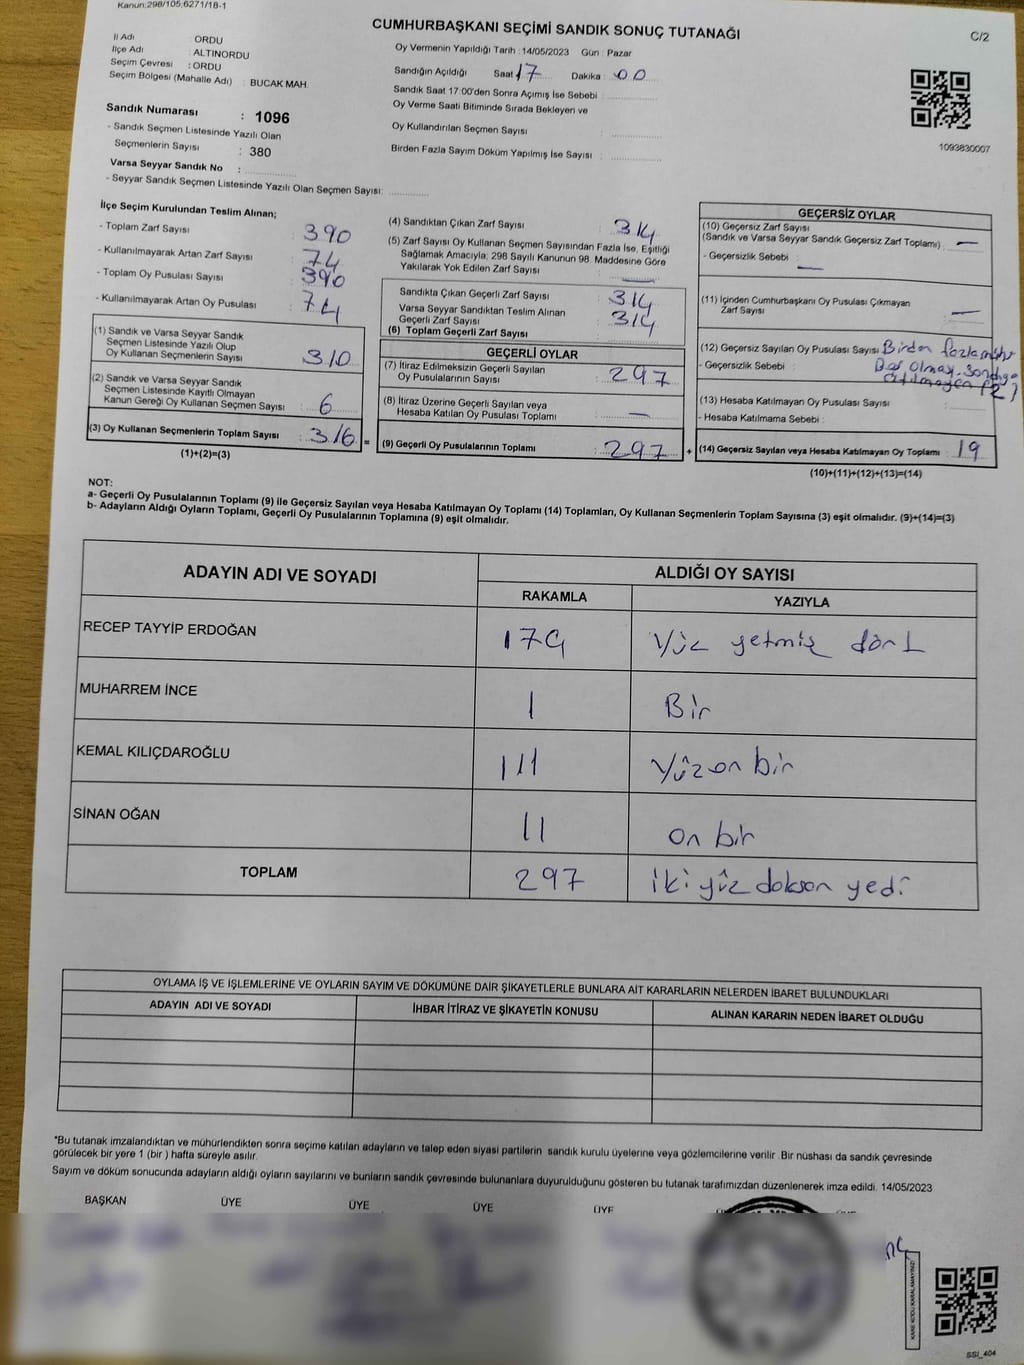 Kanun:298/105,6271/18-1
CUMHURBAŞKANI SEÇİMİ SANDIK SONUÇ TUTANAĞI
C/2
İl Adı : ORDU
İlçe Adı : ALTINORDU
Seçim Çevresi : ORDU
Seçim Bölgesi (Mahalle Adı) : BUCAK MAH.
Oy Vermenin Yapıldığı Tarih : 14/05/2023 Gün : Pazar
Sandığın Açıldığı Saat 17 Dakika : 00
Sandık Saat 17:00'den Sonra Açımış İse Sebebi :
Oy Verme Saati Bitiminde Sırada Bekleyen ve
Oy Kullandırılan Seçmen Sayısı :
Birden Fazla Sayım Döküm Yapılmış İse Sayısı :
1093830007
Sandık Numarası : 1096
- Sandık Seçmen Listesinde Yazılı Olan
Seçmenlerin Sayısı : 380
Varsa Seyyar Sandık No :
- Seyyar Sandık Seçmen Listesinde Yazılı Olan Seçmen Sayısı:
İlçe Seçim Kurulundan Teslim Alınan;
- Toplam Zarf Sayısı : 390
- Kullanılmayarak Artan Zarf Sayısı : 74
- Toplam Oy Pusulası Sayısı : 390
- Kullanılmayarak Artan Oy Pusulası : 74
(1) Sandık ve Varsa Seyyar Sandık
Seçmen Listesinde Yazılı Olup
Oy Kullanan Seçmenlerin Sayısı : 310
(2) Sandık ve Varsa Seyyar Sandık
Seçmen Listesinde Kayıtlı Olmayan
Kanun Gereği Oy Kullanan Seçmen Sayısı : 6
(3) Oy Kullanan Seçmenlerin Toplam Sayısı : 316 =
(1)+(2)=(3)
(4) Sandıktan Çıkan Zarf Sayısı : 314
(5) Zarf Sayısı Oy Kullanan Seçmen Sayısından Fazla İse, Eşitliği
Sağlamak Amacıyla; 298 Sayılı Kanunun 98. Maddesine Göre
Yakılarak Yok Edilen Zarf Sayısı : —
Sandıkta Çıkan Geçerli Zarf Sayısı : 314
Varsa Seyyar Sandıktan Teslim Alınan
Geçerli Zarf Sayısı : 314
(6) Toplam Geçerli Zarf Sayısı
GEÇERLİ OYLAR
(7) İtiraz Edilmeksizin Geçerli Sayılan
Oy Pusulalarının Sayısı : 297
(8) İtiraz Üzerine Geçerli Sayılan veya
Hesaba Katılan Oy Pusulası Toplamı : —
(9) Geçerli Oy Pusulalarının Toplamı : 297 +
GEÇERSİZ OYLAR
(10) Geçersiz Zarf Sayısı
(Sandık ve Varsa Seyyar Sandık Geçersiz Zarf Toplamı) : —
- Geçersizlik Sebebi : —
(11) İçinden Cumhurbaşkanı Oy Pusulası Çıkmayan
Zarf Sayısı : —
(12) Geçersiz Sayılan Oy Pusulası Sayısı : Birden fazla
- Geçersizlik Sebebi : olmayı sandığa
atılmayan (2)
(13) Hesaba Katılmayan Oy Pusulası Sayısı :
- Hesaba Katılmama Sebebi :
(14) Geçersiz Sayılan veya Hesaba Katılmayan Oy Toplamı : 19
(10)+(11)+(12)+(13)=(14)
NOT:
a- Geçerli Oy Pusulalarının Toplamı (9) ile Geçersiz Sayılan veya Hesaba Katılmayan Oy Toplamı (14) Toplamları, Oy Kullanan Seçmenlerin Toplam Sayısına (3) eşit olmalıdır. (9)+(14)=(3)
b- Adayların Aldığı Oyların Toplamı, Geçerli Oy Pusulalarının Toplamına (9) eşit olmalıdır.
ADAYIN ADI VE SOYADI
ALDIĞI OY SAYISI
RAKAMLA
YAZIYLA
RECEP TAYYİP ERDOĞAN 174 Yüz yetmiş dört
MUHARREM İNCE 1 Bir
KEMAL KILIÇDAROĞLU 111 Yüz on bir
SİNAN OĞAN 11 on bir
TOPLAM 297 iki yüz doksan yedi
OYLAMA İŞ VE İŞLEMLERİNE VE OYLARIN SAYIM VE DÖKÜMÜNE DAİR ŞİKAYETLERLE BUNLARA AİT KARARLARIN NELERDEN İBARET BULUNDUKLARI
ADAYIN ADI VE SOYADI
İHBAR İTİRAZ VE ŞİKAYETİN KONUSU
ALINAN KARARIN NEDEN İBARET OLDUĞU
*Bu tutanak imzalandıktan ve mühürlendikten sonra seçime katılan adayların ve talep eden siyasi partilerin sandık kurulu üyelerine veya gözlemcilerine verilir. Bir nüshası da sandık çevresinde
görülecek bir yere 1 (bir ) hafta süreyle asılır.
Sayım ve döküm sonucunda adayların aldığı oyların sayılarını ve bunların sandık çevresinde bulunanlara duyurulduğunu gösteren bu tutanak tarafımızdan düzenlenerek imza edildi. 14/05/2023
BAŞKAN ÜYE ÜYE ÜYE ÜYE
KARE KODU KARALAMAYINIZ!
SSI_404